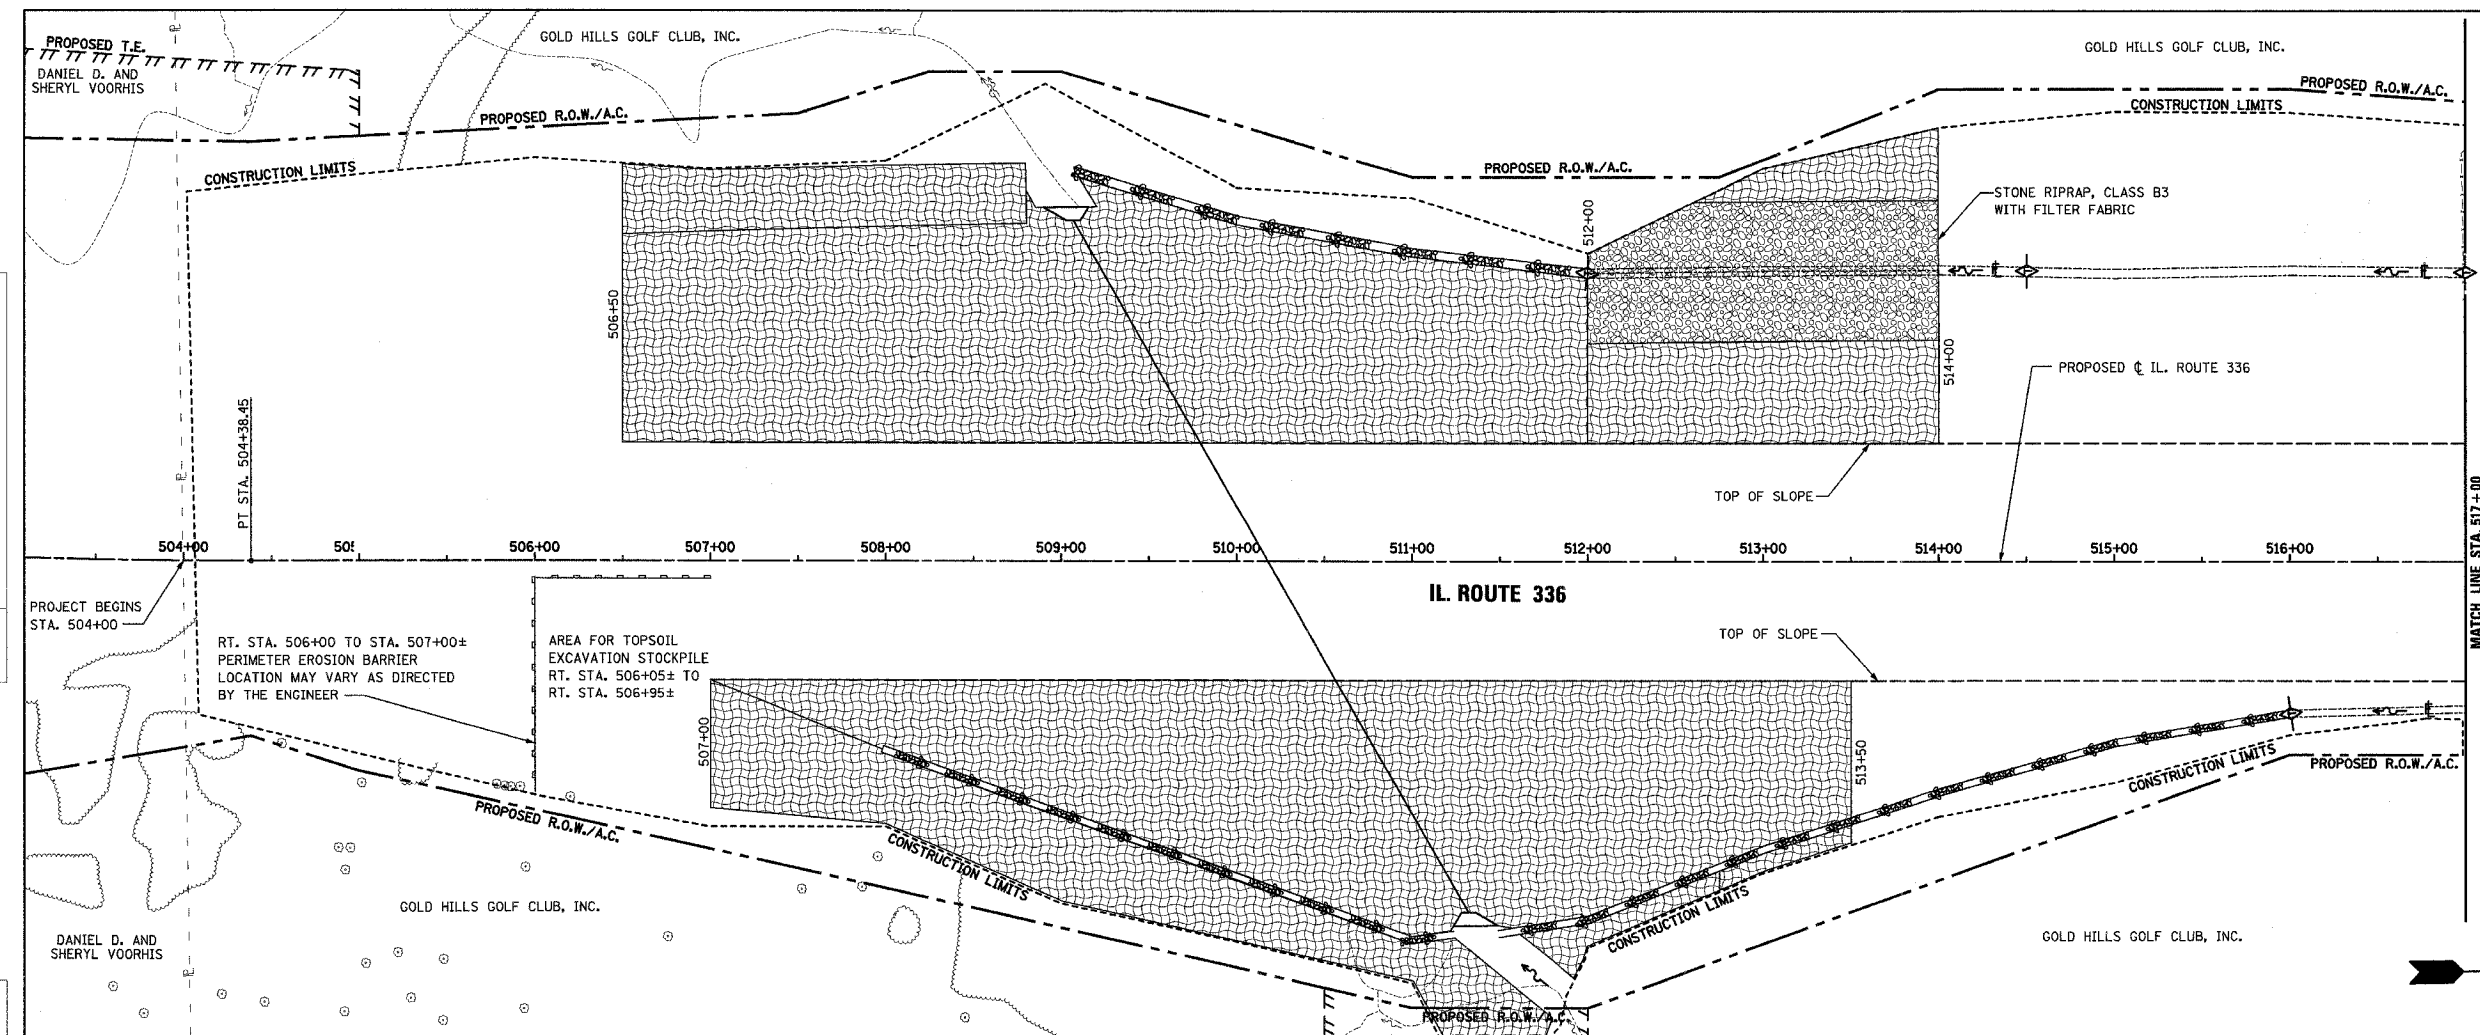 PROPOSED T.E.
DANIEL D. AND
SHERYL VOORHIS
GOLD HILLS GOLF CLUB, INC.
GOLD HILLS GOLF CLUB, INC.
PROPOSED R.O.W./A.C.
PROPOSED R.O.W./A.C.
CONSTRUCTION LIMITS
CONSTRUCTION LIMITS
PROPOSED R.O.W./A.C.
STONE RIPRAP, CLASS B3
WITH FILTER FABRIC
512+00
506+50
514+00
PROPOSED ℄ IL. ROUTE 336
PT STA. 504+38.45
TOP OF SLOPE
MATCH LINE STA. 517+00
504+00
505
506+00
507+00
508+00
509+00
510+00
511+00
512+00
513+00
514+00
515+00
516+00
IL. ROUTE 336
PROJECT BEGINS
STA. 504+00
RT. STA. 506+00 TO STA. 507+00±
PERIMETER EROSION BARRIER
LOCATION MAY VARY AS DIRECTED
BY THE ENGINEER
AREA FOR TOPSOIL
EXCAVATION STOCKPILE
RT. STA. 506+05± TO
RT. STA. 506+95±
TOP OF SLOPE
507+00
513+50
PROPOSED R.O.W./A.C.
CONSTRUCTION LIMITS
CONSTRUCTION LIMITS
CONSTRUCTION LIMITS
PROPOSED R.O.W./A.C.
GOLD HILLS GOLF CLUB, INC.
DANIEL D. AND
SHERYL VOORHIS
GOLD HILLS GOLF CLUB, INC.
PROPOSED R.O.W./A.C.